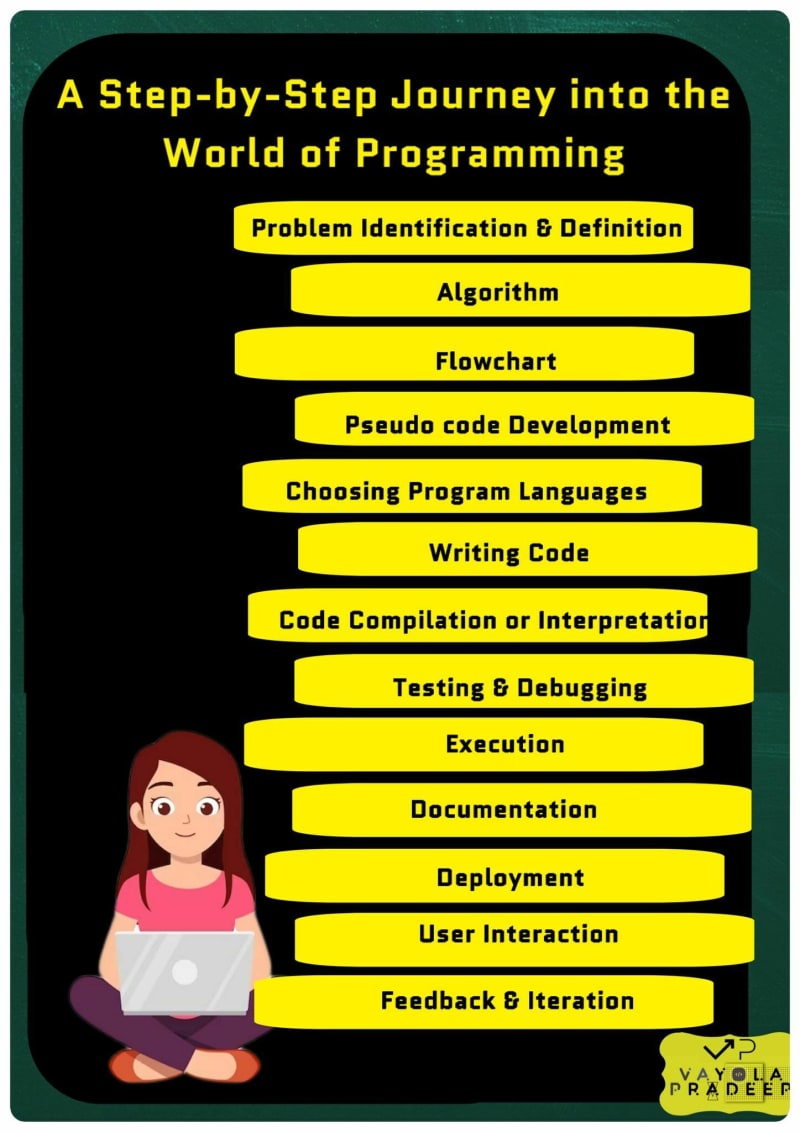 A Step-by-Step Journey into the
World of Programming
Problem Identification & Definition
Algorithm
Flowchart
Pseudo code Development
Choosing Program Languages
Writing Code
Code Compilation or Interpretation
Testing & Debugging
Execution
Documentation
Deployment
User Interaction
Feedback & Iteration
VP
VAYOLA
PRADEEP